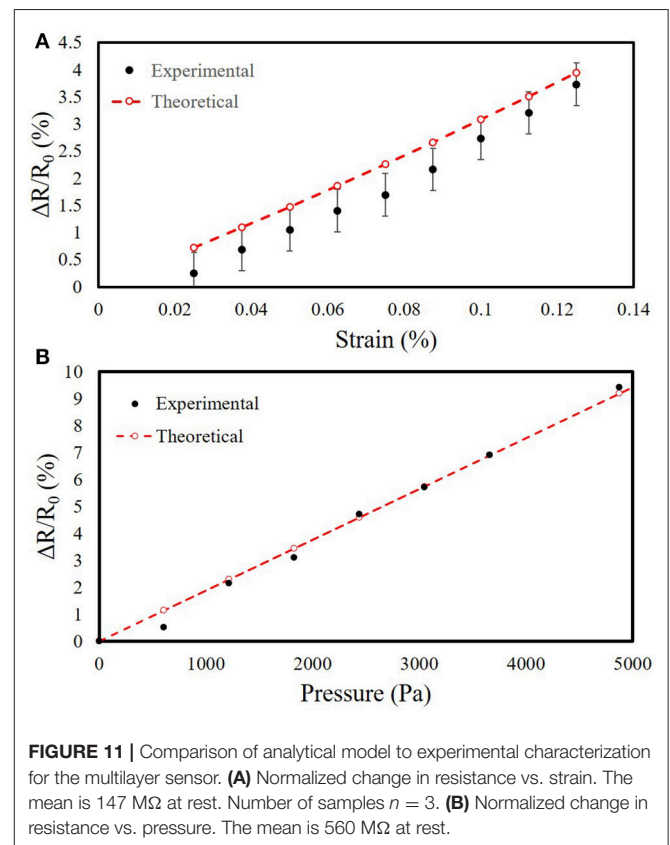 A
4.5
4
3.5
3
2.5
2
1.5
1
0.5
0
ΔR/R₀ (%)
Experimental
Theoretical
0 0.02 0.04 0.06 0.08 0.1 0.12 0.14
Strain (%)
B
10
9
8
7
6
5
4
3
2
1
0
ΔR/R₀ (%)
Experimental
Theoretical
0 1000 2000 3000 4000 5000
Pressure (Pa)
FIGURE 11 | Comparison of analytical model to experimental characterization
for the multilayer sensor. (A) Normalized change in resistance vs. strain. The
mean is 147 MΩ at rest. Number of samples n = 3. (B) Normalized change in
resistance vs. pressure. The mean is 560 MΩ at rest.